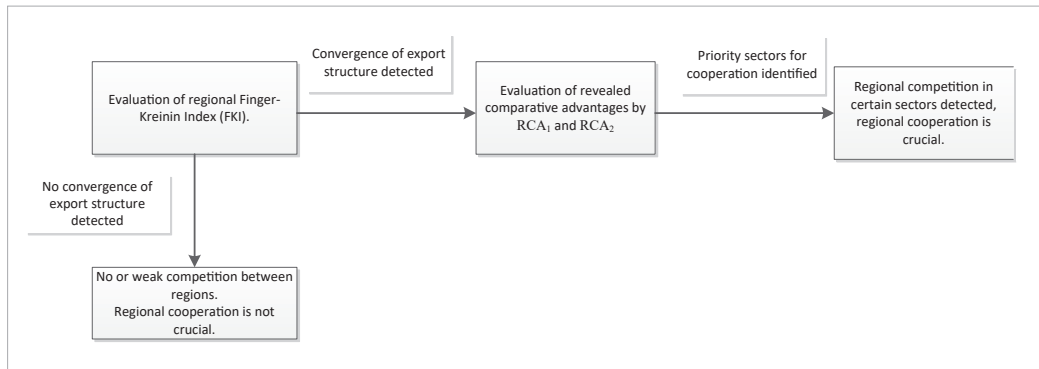 Evaluation of regional Finger-
Kreinin Index (FKI).
Convergence of export
structure detected
Evaluation of revealed
comparative advantages by
RCA₁ and RCA₂
Priority sectors for
cooperation identified
Regional competition in
certain sectors detected,
regional cooperation is
crucial.
No convergence of
export structure
detected
No or weak competition between
regions.
Regional cooperation is not
crucial.